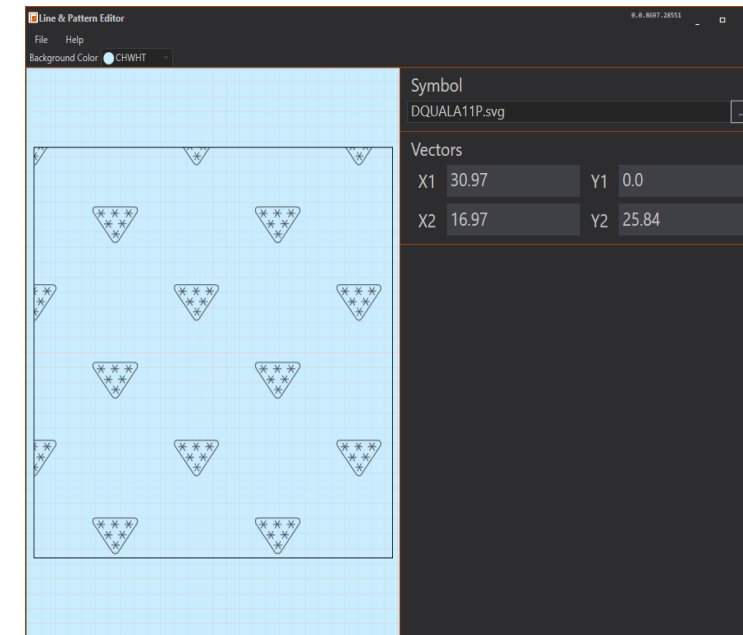 Line & Pattern Editor
0.0.8697.28551
File Help
Background Color CHWHT
Symbol
DQUALA11P.svg
...
Vectors
X1 30.97 Y1 0.0
X2 16.97 Y2 25.84